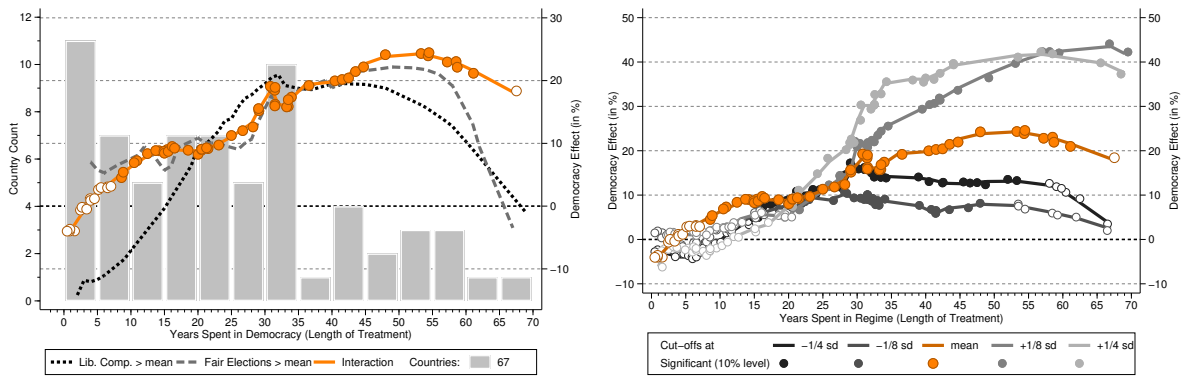 12
10
8
6
4
2
0
Country Count
30
20
10
0
−10
Democracy Effect (in %)
0 5 10 15 20 25 30 35 40 45 50 55 60 65 70
Years Spent in Democracy (Length of Treatment)
Lib. Comp. > mean Fair Elections > mean Interaction Countries: 67
50
40
30
20
10
0
−10
Democracy Effect (in %)
50
40
30
20
10
0
−10
Democracy Effect (in %)
0 5 10 15 20 25 30 35 40 45 50 55 60 65 70
Years Spent in Regime (Length of Treatment)
Cut−offs at −1/4 sd −1/8 sd mean +1/8 sd +1/4 sd
Significant (10% level)